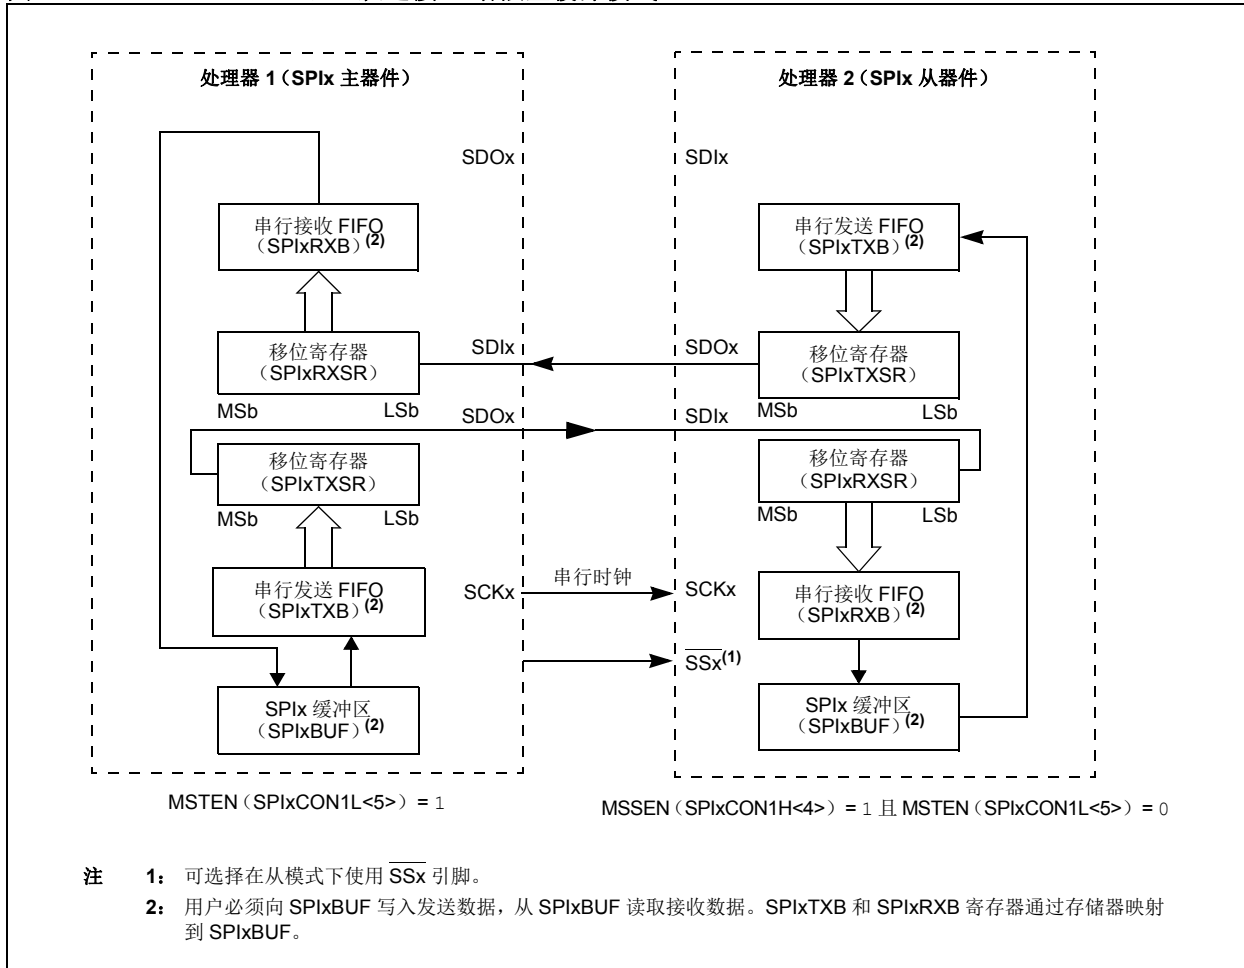 处理器 1（SPIx 主器件）
处理器 2（SPIx 从器件）
SDOx
SDIx
串行接收 FIFO
（SPIxRXB）(2)
串行发送 FIFO
（SPIxTXB）(2)
移位寄存器
（SPIxRXSR）
SDIx
SDOx
移位寄存器
（SPIxTXSR）
MSb
LSb
MSb
LSb
SDOx
SDIx
移位寄存器
（SPIxTXSR）
移位寄存器
（SPIxRXSR）
MSb
LSb
MSb
LSb
串行发送 FIFO
（SPIxTXB）(2)
SCKx
串行时钟
SCKx
串行接收 FIFO
（SPIxRXB）(2)
SSx(1)
SPIx 缓冲区
（SPIxBUF）(2)
SPIx 缓冲区
（SPIxBUF）(2)
MSTEN（SPIxCON1L<5>）= 1
MSSEN（SPIxCON1H<4>）= 1 且 MSTEN（SPIxCON1L<5>）= 0
注 1： 可选择在从模式下使用 SSx 引脚。
2： 用户必须向 SPIxBUF 写入发送数据，从 SPIxBUF 读取接收数据。SPIxTXB 和 SPIxRXB 寄存器通过存储器映射
到 SPIxBUF。